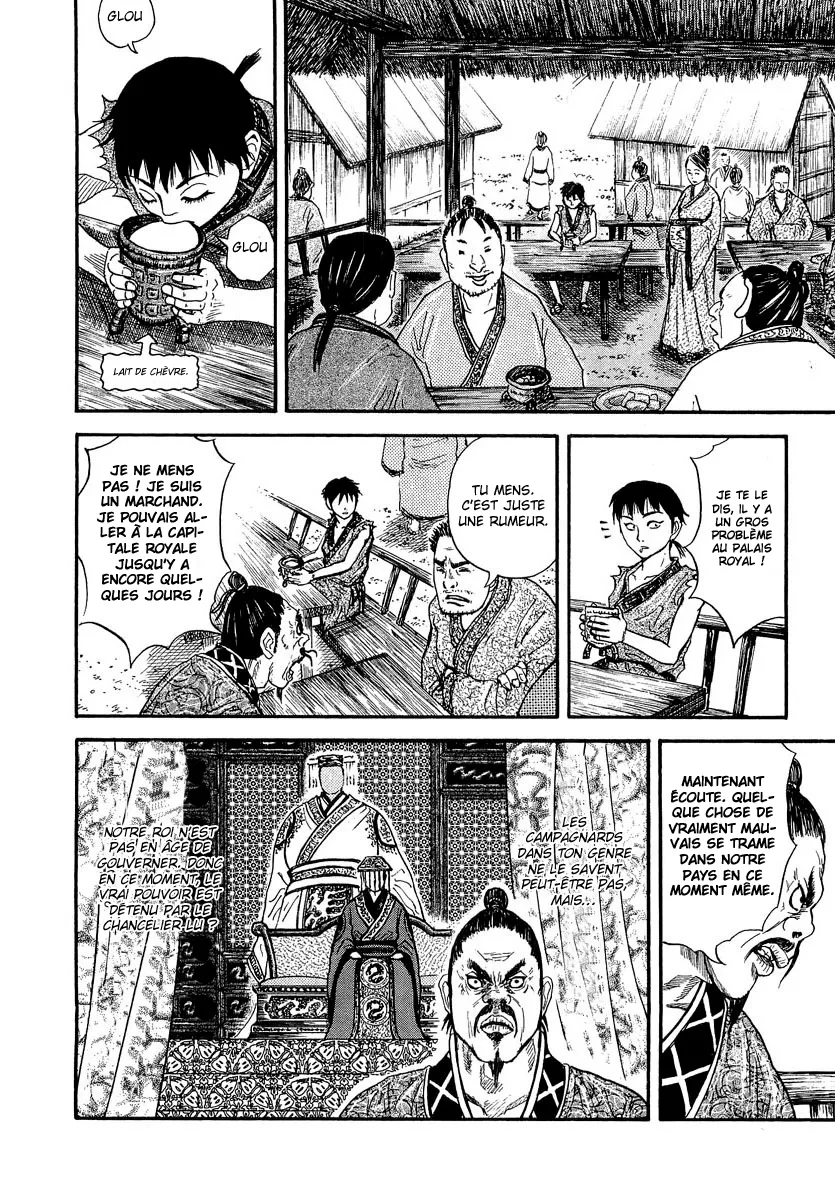 GLOU
GLOU
LAIT DE CHÈVRE.
JE TE LE
DIS, IL Y A
UN GROS
PROBLÈME
AU PALAIS
ROYAL !
TU MENS.
C'EST JUSTE
UNE RUMEUR.
JE NE MENS
PAS ! JE SUIS
UN MARCHAND.
JE POUVAIS AL-
LER À LA CAPI-
TALE ROYALE
JUSQU'Y A
ENCORE QUEL-
QUES JOURS !
MAINTENANT
ÉCOUTE. QUEL-
QUE CHOSE DE
VRAIMENT MAU-
VAIS SE TRAME
DANS NOTRE
PAYS EN CE
MOMENT MÊME.
LES
CAMPAGNARDS
DANS TON GENRE
NE LE SAVENT
PEUT-ÊTRE PAS,
MAIS...
NOTRE ROI N'EST
PAS EN ÂGE DE
GOUVERNER. DONC
EN CE MOMENT, LE
VRAI POUVOIR EST
DÉTENU PAR LE
CHANCELIER LU ?